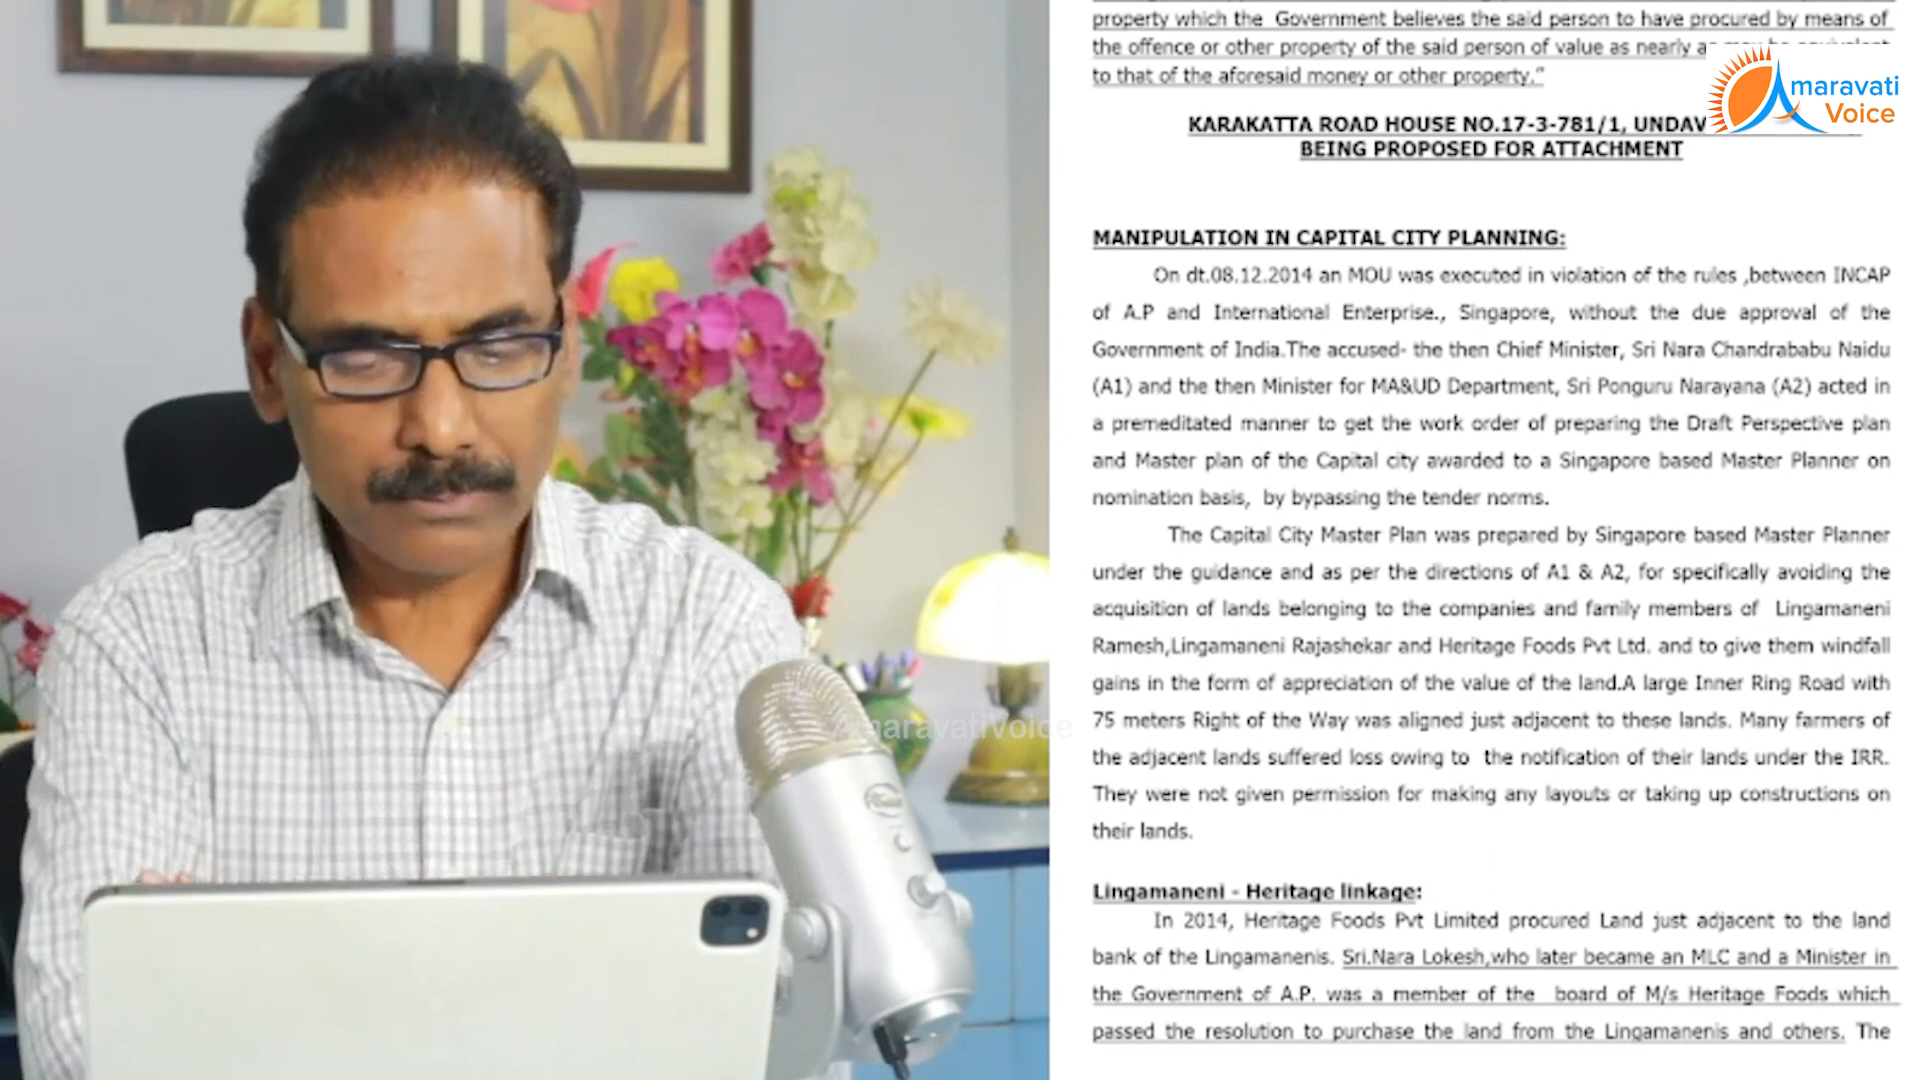 property which the Government believes the said person to have procured by means of
the offence or other property of the said person of value as nearly
to that of the aforesaid money or other property."
KARAKATTA ROAD HOUSE NO.17-3-781/1,
BEING PROPOSED FOR ATTACHMENT
MANIPULATION IN CAPITAL CITY PLANNING:
On dt.08.12.2014 an MOU was executed in violation of the rules ,between INCAP
of A.P and International Enterprise., Singapore, without the due approval of the
Government of India.The accused- the then Chief Minister, Sri Nara Chandrababu Naidu
(A1) and the then Minister for MA&UD Department, Sri Ponguru Narayana (A2) acted in
a premeditated manner to get the work order of preparing the Draft Perspective plan
and Master plan of the Capital city awarded to a Singapore based Master Planner on
nomination basis, by bypassing the tender norms.
The Capital City Master Plan was prepared by Singapore based Master Planner
under the guidance and as per the directions of A1 & A2, for specifically avoiding the
acquisition of lands belonging to the companies and family members of Lingamaneni
Ramesh,Lingamaneni Rajashekar and Heritage Foods Pvt Ltd. and to give them windfall
gains in the form of appreciation of the value of the land.A large Inner Ring Road with
75 meters Right of the Way was aligned just adjacent to these lands. Many farmers of
the adjacent lands suffered loss owing to the notification of their lands under the IRR.
They were not given permission for making any layouts or taking up constructions on
their lands.
Lingamaneni - Heritage linkage:
In 2014, Heritage Foods Pvt Limited procured Land just adjacent to the land
bank of the Lingamanenis. Sri.Nara Lokesh,who later became an MLC and a Minister in
the Government of A.P. was a member of the board of M/s Heritage Foods which
passed the resolution to purchase the land from the Lingamanenis and others. The
Amaravati
Voice
AmaravatiVoice